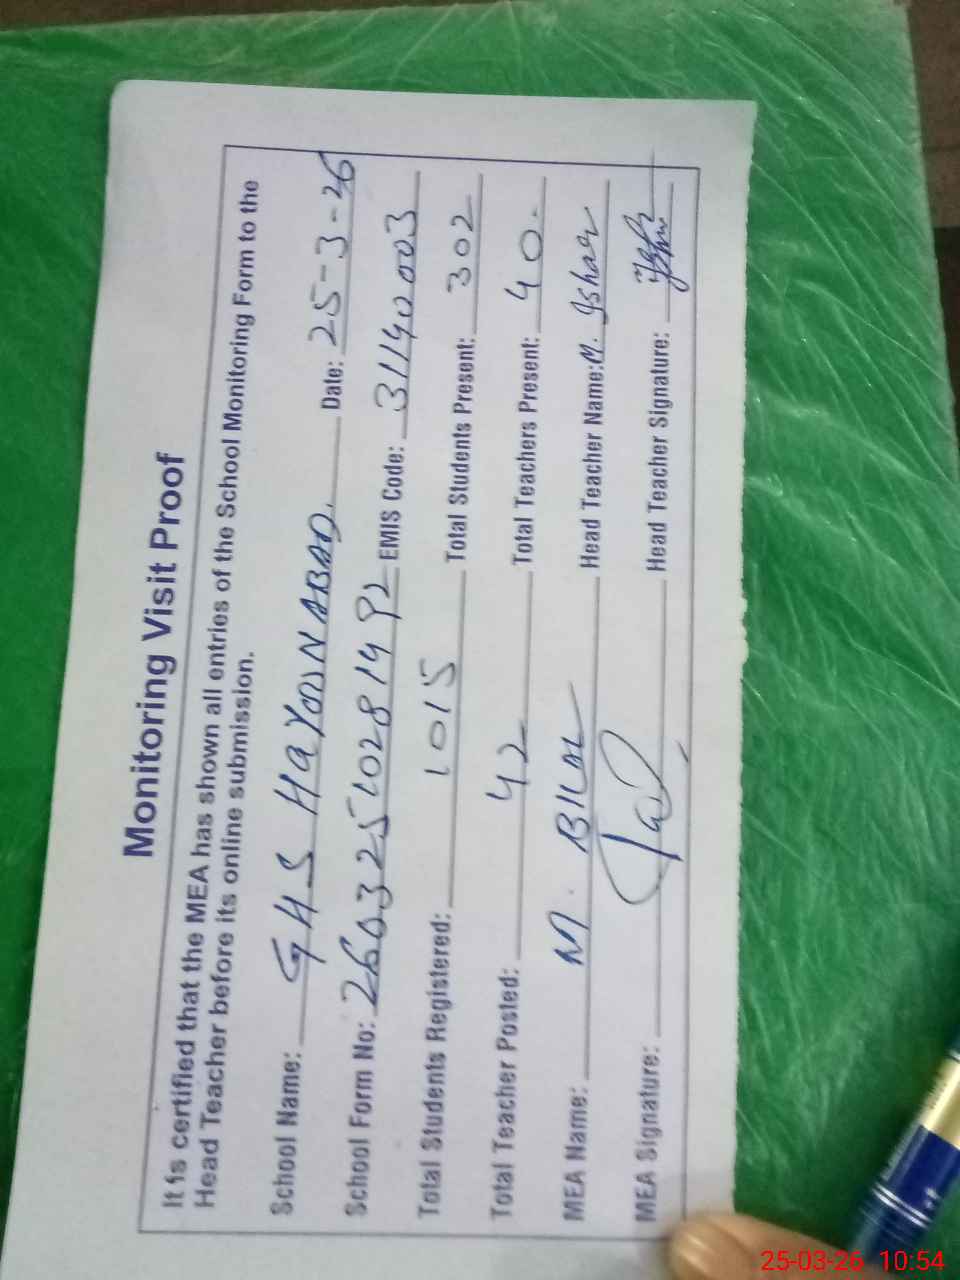 Monitoring Visit Proof
It is certified that the MEA has shown all entries of the School Monitoring Form to the
Head Teacher before its online submission.
School Name: GHS HaYoonNABAD. Date: 25-3-26
School Form No: 26032510281492 EMIS Code: 31140003
Total Students Registered: 1015 Total Students Present: 302
Total Teacher Posted: 42 Total Teachers Present: 40.
MEA Name: M. BILAL Head Teacher Name: M.
MEA Signature: Head Teacher Signature:
25-03-26 10:54